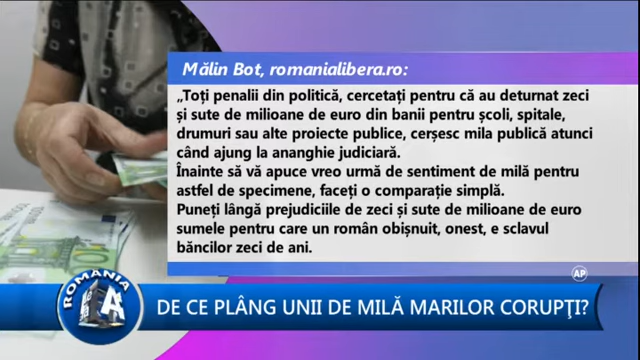 Mălin Bot, romanialibera.ro:
„Toți penalii din politică, cercetați pentru că au deturnat zeci
și sute de milioane de euro din banii pentru școli, spitale,
drumuri sau alte proiecte publice, cerșesc mila publică atunci
când ajung la ananghie judiciară.
Înainte să vă apuce vreo urmă de sentiment de milă pentru
astfel de specimene, faceți o comparație simplă.
Puneți lângă prejudiciile de zeci și sute de milioane de euro
sumele pentru care un român obișnuit, onest, e sclavul
băncilor zeci de ani.
AP
ROMANIA
A
DE CE PLÂNG UNII DE MILĂ MARILOR CORUPŢI?